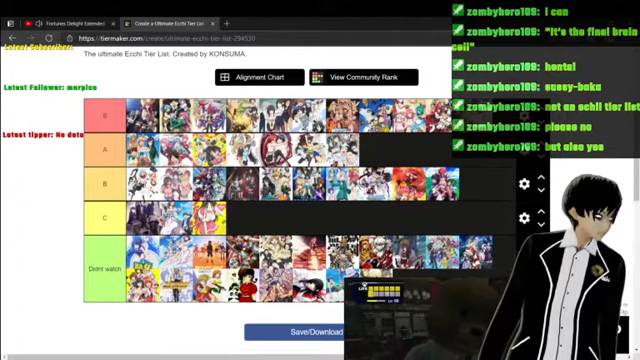 Fortunes Delight Extended
Create a Ultimate Ecchi Tier List
https://tiermaker.com/create/ultimate-ecchi-tier-list-294530
Latest Subscriber:
The ultimate Ecchi Tier List. Created by KONSUMA.
Alignment Chart
View Community Rank
Latest Follower: marpico
Latest tipper: No data
S
A
B
C
Didnt watch
Save/Download
LIFE
zombyhero109: I can
zombyhero109: "It's the final brain
cell"
zombyhero109: hentai
zombyhero109: sussy-baka
zombyhero109: not an echii tier list
zombyhero109: please no
zombyhero109: but also yes